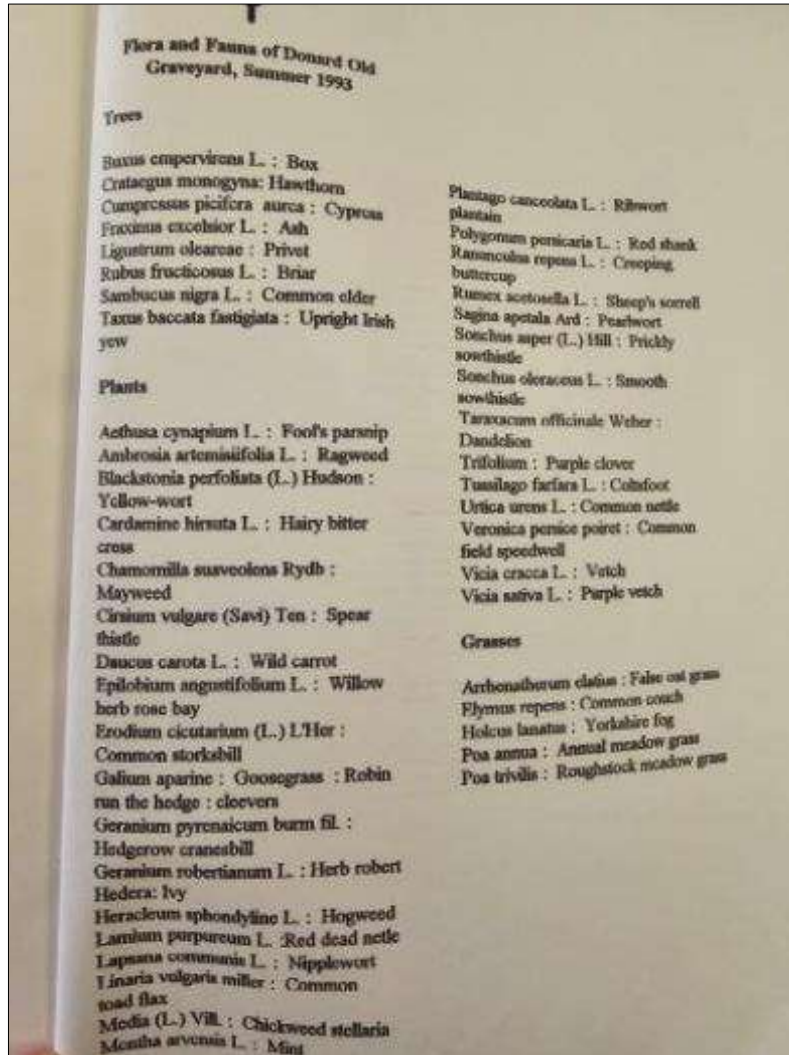 Flora and Fauna of Donard Old
Graveyard, Summer 1993
Trees
Buxus empervirens L. : Box
Crataegus monogyna: Hawthorn
Cumpressus picifera aurea : Cypress
Fraxinus excelsior L. : Ash
Ligustrum oleareae : Privet
Rubus fructicosus L. : Briar
Sambucus nigra L. : Common elder
Taxus baccata fastigiata : Upright Irish
yew
Plants
Aethusa cynapium L. : Fool's parsnip
Ambrosia artemisiifolia L. : Ragweed
Blackstonia perfoliata (L.) Hudson :
Yellow-wort
Cardamine hirsuta L. : Hairy bitter
cress
Chamomilla suaveolens Rydb :
Mayweed
Cirsium vulgare (Savi) Ten : Spear
thistle
Daucus carota L. : Wild carrot
Epilobium angustifolium L. : Willow
herb rose bay
Erodium cicutarium (L.) L'Her :
Common storksbill
Galium aparine : Goosegrass : Robin
run the hedge : cleevers
Geranium pyrenaicum burm fil. :
Hedgerow cranesbill
Geranium robertianum L. : Herb robert
Hedera: Ivy
Heracleum sphondyline L. : Hogweed
Lamium purpureum L. :Red dead netle
Lapsana communis L. : Nipplewort
Linaria vulgaris miller : Common
toad flax
Media (L.) Vill. : Chickweed stellaria
Mentha arvensis L. : Mint
Plantago canceolata L. : Ribwort
plantain
Polygonum persicaria L. : Red shank
Ranunculus repens L. : Creeping
buttercup
Rumex acetosella L. : Sheep's sorrell
Sagina apetala Ard : Pearlwort
Sonchus asper (L.) Hill : Prickly
sowthistle
Sonchus oleraceus L. : Smooth
sowthistle
Taraxacum officinale Weber :
Dandelion
Trifolium : Purple clover
Tussilago farfara L. : Coltsfoot
Urtica urens L. : Common nettle
Veronica persice poiret : Common
field speedwell
Vicia cracca L. : Vetch
Vicia sativa L. : Purple vetch
Grasses
Arrhenatherum elatius : False oat grass
Elymus repens : Common couch
Holcus lanatus : Yorkshire fog
Poa annua : Annual meadow grass
Poa trivilis : Roughstock meadow grass